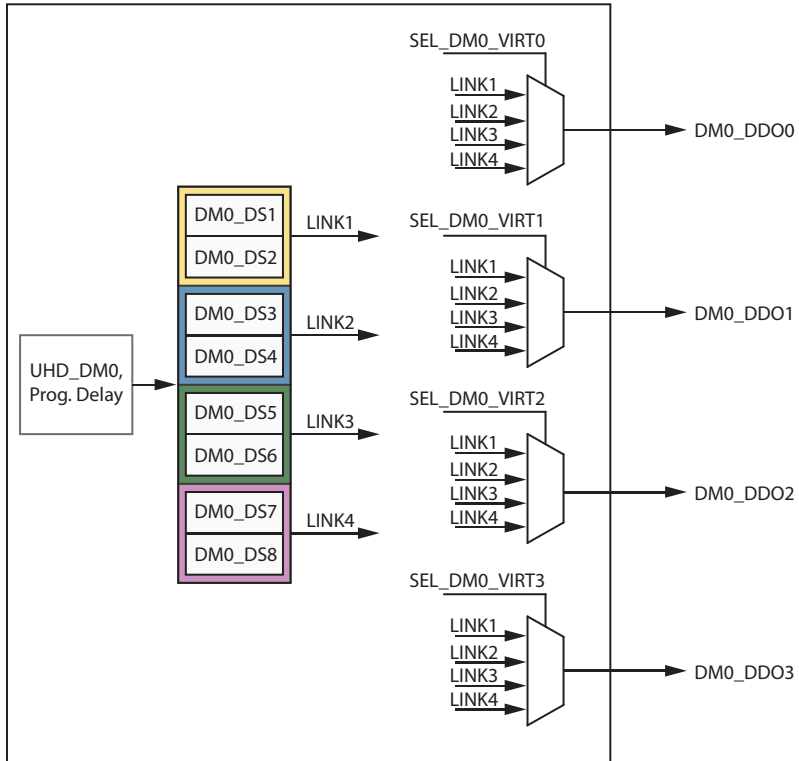 UHD_DM0,
Prog. Delay
DM0_DS1
DM0_DS2
LINK1
DM0_DS3
DM0_DS4
LINK2
DM0_DS5
DM0_DS6
LINK3
DM0_DS7
DM0_DS8
LINK4
SEL_DM0_VIRT0
LINK1
LINK2
LINK3
LINK4
DM0_DDO0
SEL_DM0_VIRT1
LINK1
LINK2
LINK3
LINK4
DM0_DDO1
SEL_DM0_VIRT2
LINK1
LINK2
LINK3
LINK4
DM0_DDO2
SEL_DM0_VIRT3
LINK1
LINK2
LINK3
LINK4
DM0_DDO3